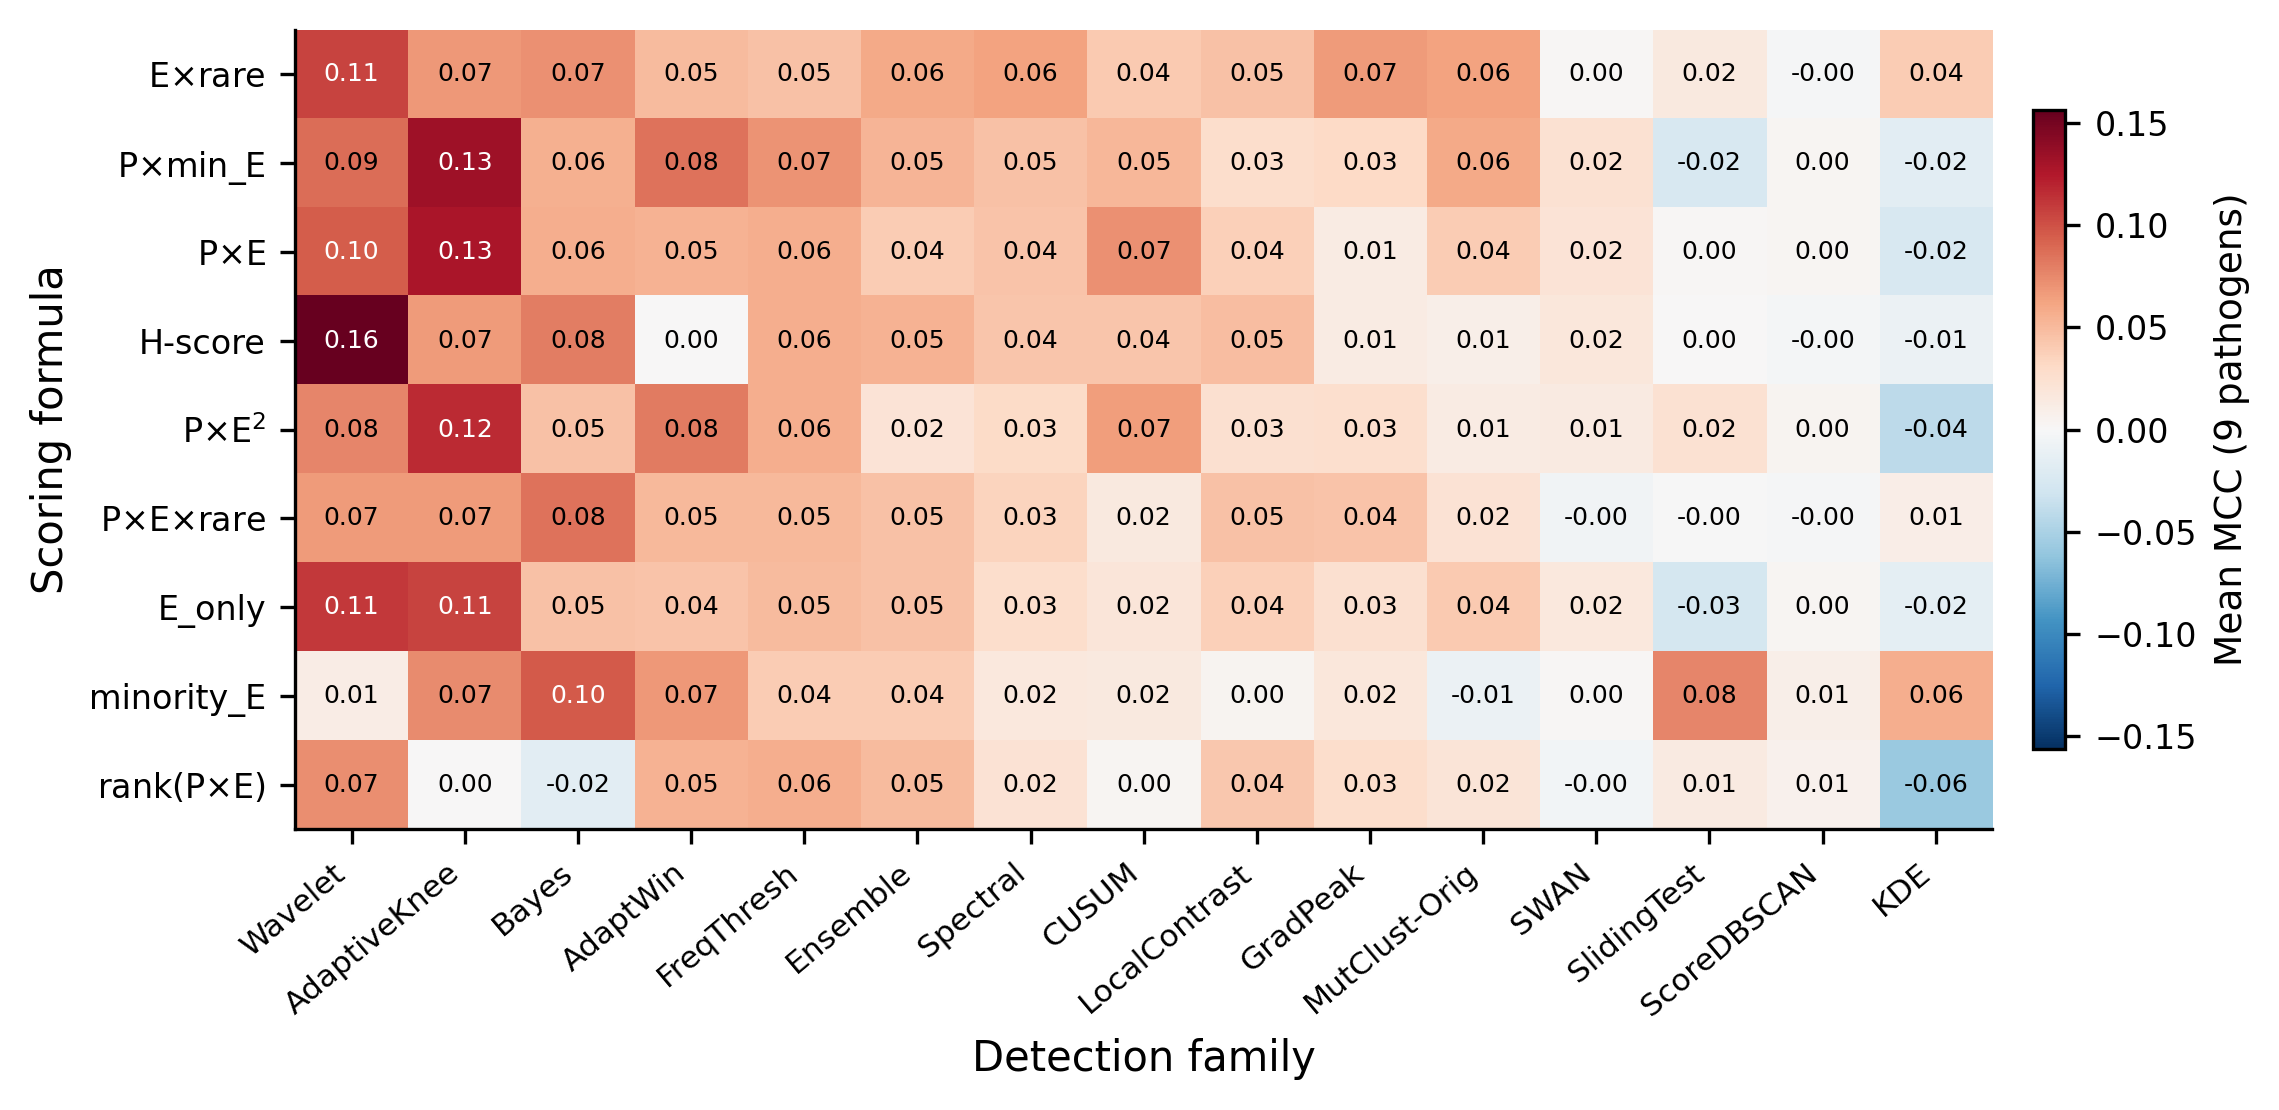 E×rare 0.11 0.07 0.07 0.05 0.05 0.06 0.06 0.04 0.05 0.07 0.06 0.00 0.02 -0.00 0.04
P×min_E 0.09 0.13 0.06 0.08 0.07 0.05 0.05 0.05 0.03 0.03 0.06 0.02 -0.02 0.00 -0.02
P×E 0.10 0.13 0.06 0.05 0.06 0.04 0.04 0.07 0.04 0.01 0.04 0.02 0.00 0.00 -0.02
H-score 0.16 0.07 0.08 0.00 0.06 0.05 0.04 0.04 0.05 0.01 0.01 0.02 0.00 -0.00 -0.01
P×E² 0.08 0.12 0.05 0.08 0.06 0.02 0.03 0.07 0.03 0.03 0.01 0.01 0.02 0.00 -0.04
P×E×rare 0.07 0.07 0.08 0.05 0.05 0.05 0.03 0.02 0.05 0.04 0.02 -0.00 -0.00 -0.00 0.01
E_only 0.11 0.11 0.05 0.04 0.05 0.05 0.03 0.02 0.04 0.03 0.04 0.02 -0.03 0.00 -0.02
minority_E 0.01 0.07 0.10 0.07 0.04 0.04 0.02 0.02 0.00 0.02 -0.01 0.00 0.08 0.01 0.06
rank(P×E) 0.07 0.00 -0.02 0.05 0.06 0.05 0.02 0.00 0.04 0.03 0.02 -0.00 0.01 0.01 -0.06
Scoring formula
Wavelet
AdaptiveKnee
Bayes
AdaptWin
FreqThresh
Ensemble
Spectral
CUSUM
LocalContrast
GradPeak
MutClust-Orig
SWAN
SlidingTest
ScoreDBSCAN
KDE
Detection family
0.15
0.10
0.05
0.00
−0.05
−0.10
−0.15
Mean MCC (9 pathogens)